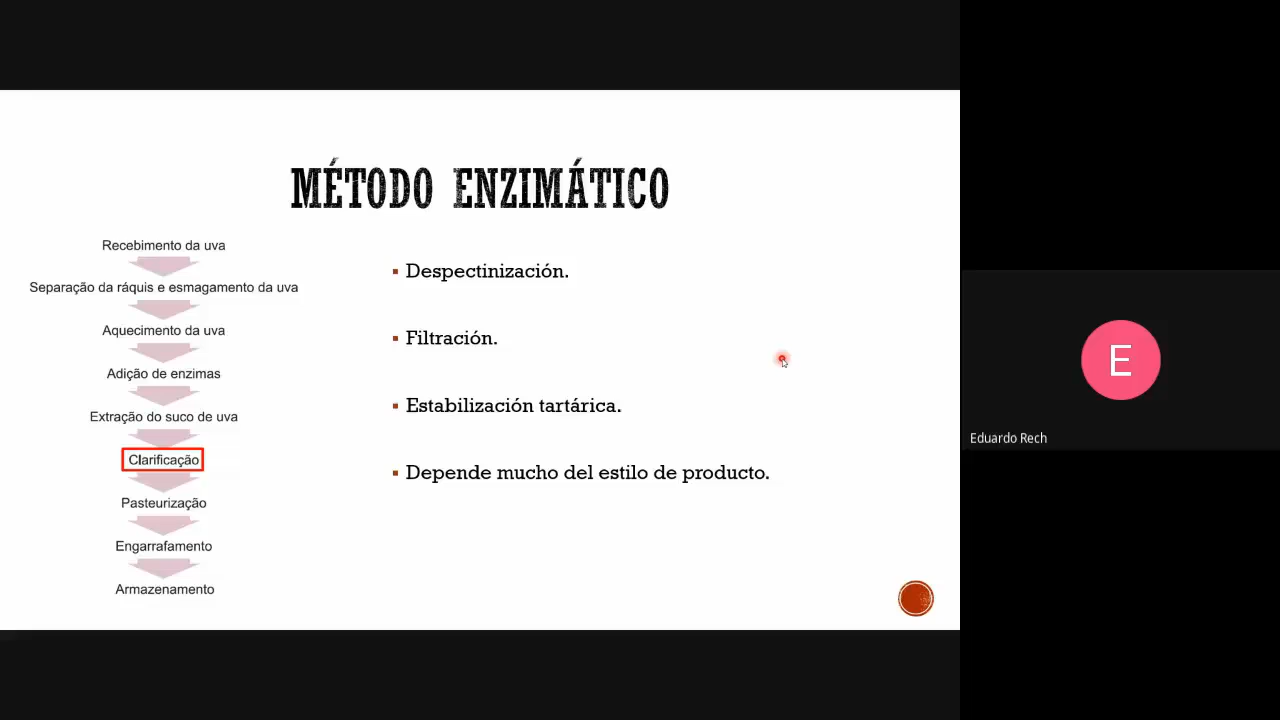 MÉTODO ENZIMÁTICO
Recebimento da uva
Separação da ráquis e esmagamento da uva
Aquecimento da uva
Adição de enzimas
Extração do suco de uva
Clarificação
Pasteurização
Engarrafamento
Armazenamento
▪ Despectinización.
▪ Filtración.
▪ Estabilización tartárica.
▪ Depende mucho del estilo de producto.
E
Eduardo Rech